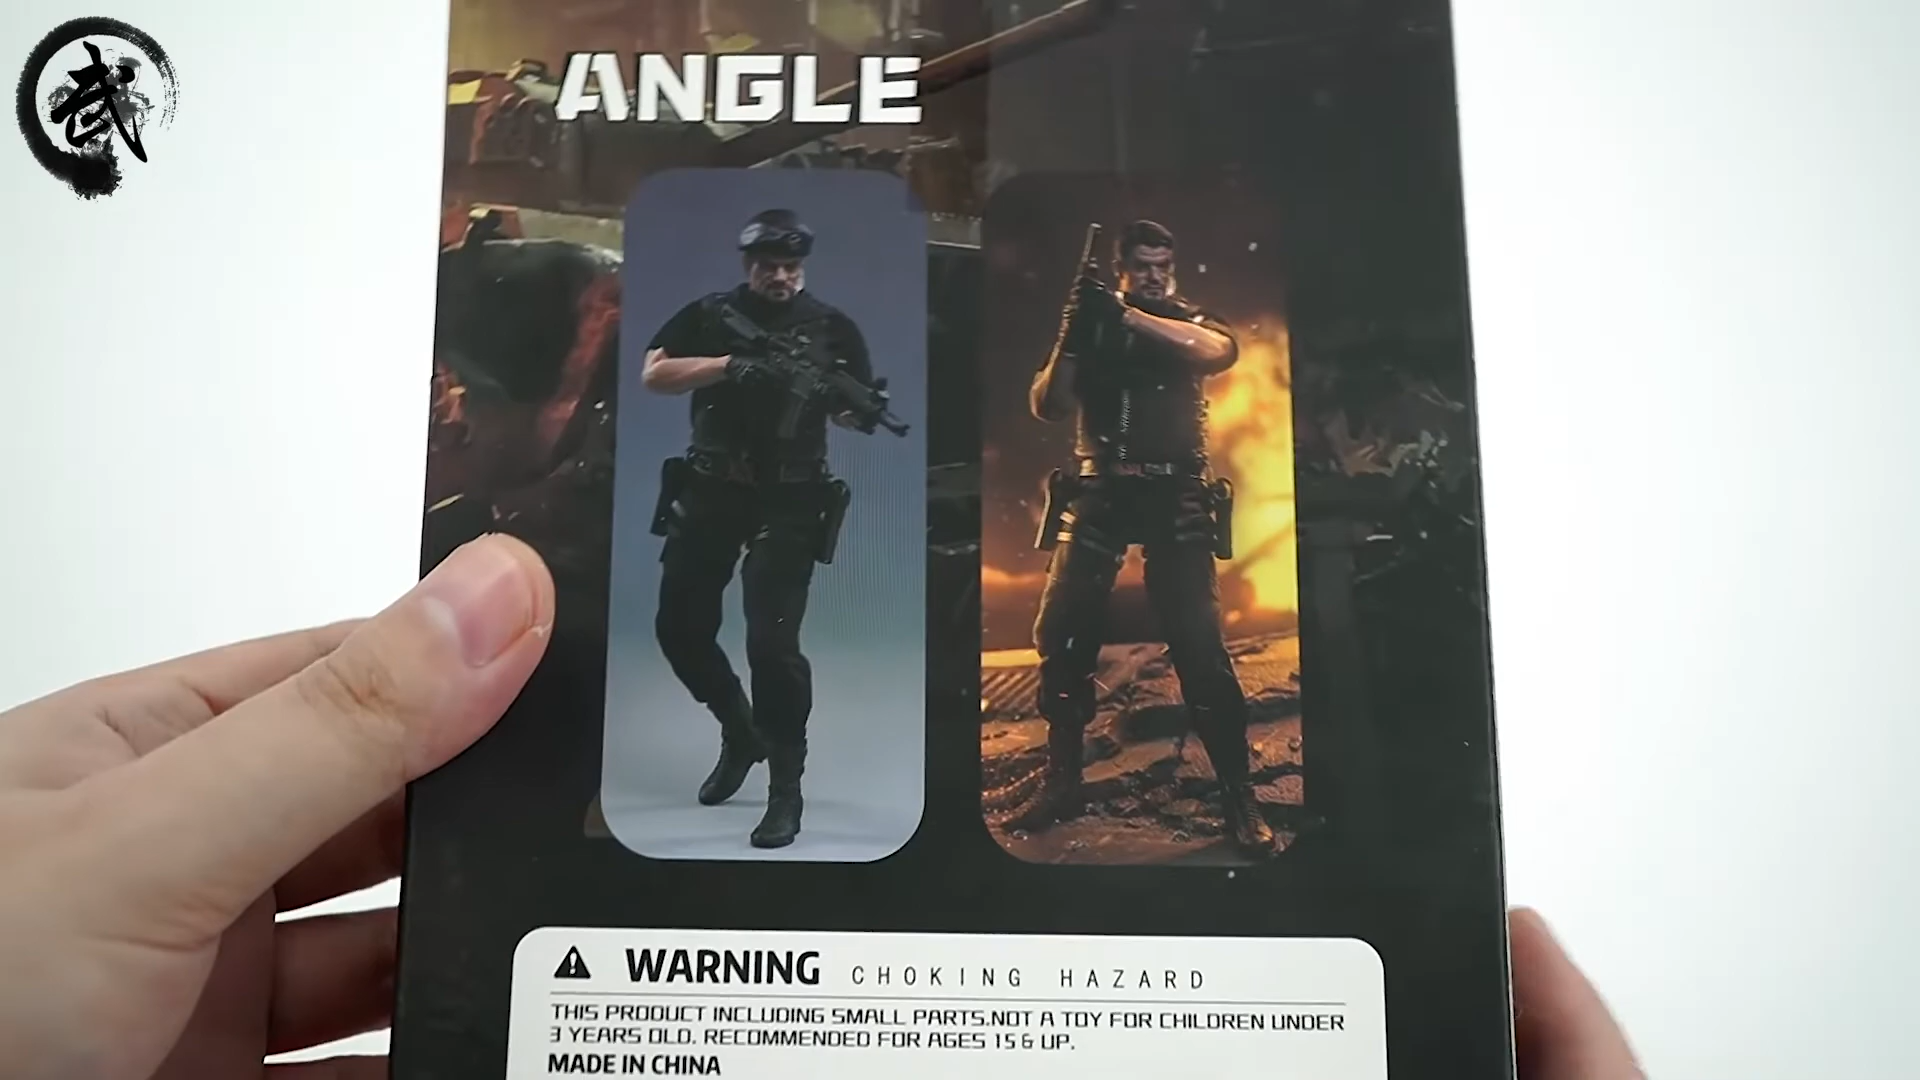 武
ANGLE
WARNING CHOKING HAZARD
THIS PRODUCT INCLUDING SMALL PARTS.NOT A TOY FOR CHILDREN UNDER
3 YEARS OLD. RECOMMENDED FOR AGES 15 & UP.
MADE IN CHINA